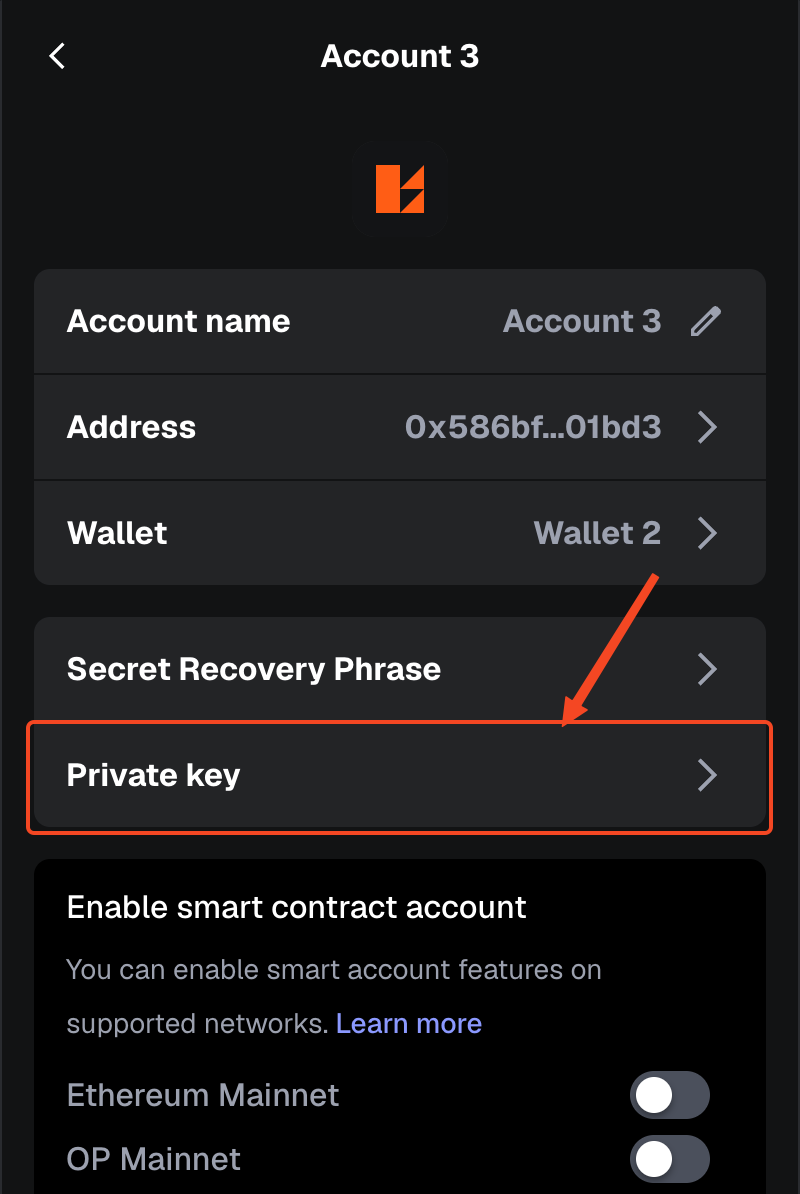 Account 3
Account name Account 3
Address 0x586bf...01bd3
Wallet Wallet 2
Secret Recovery Phrase
Private key
Enable smart contract account
You can enable smart account features on
supported networks. Learn more
Ethereum Mainnet
OP Mainnet